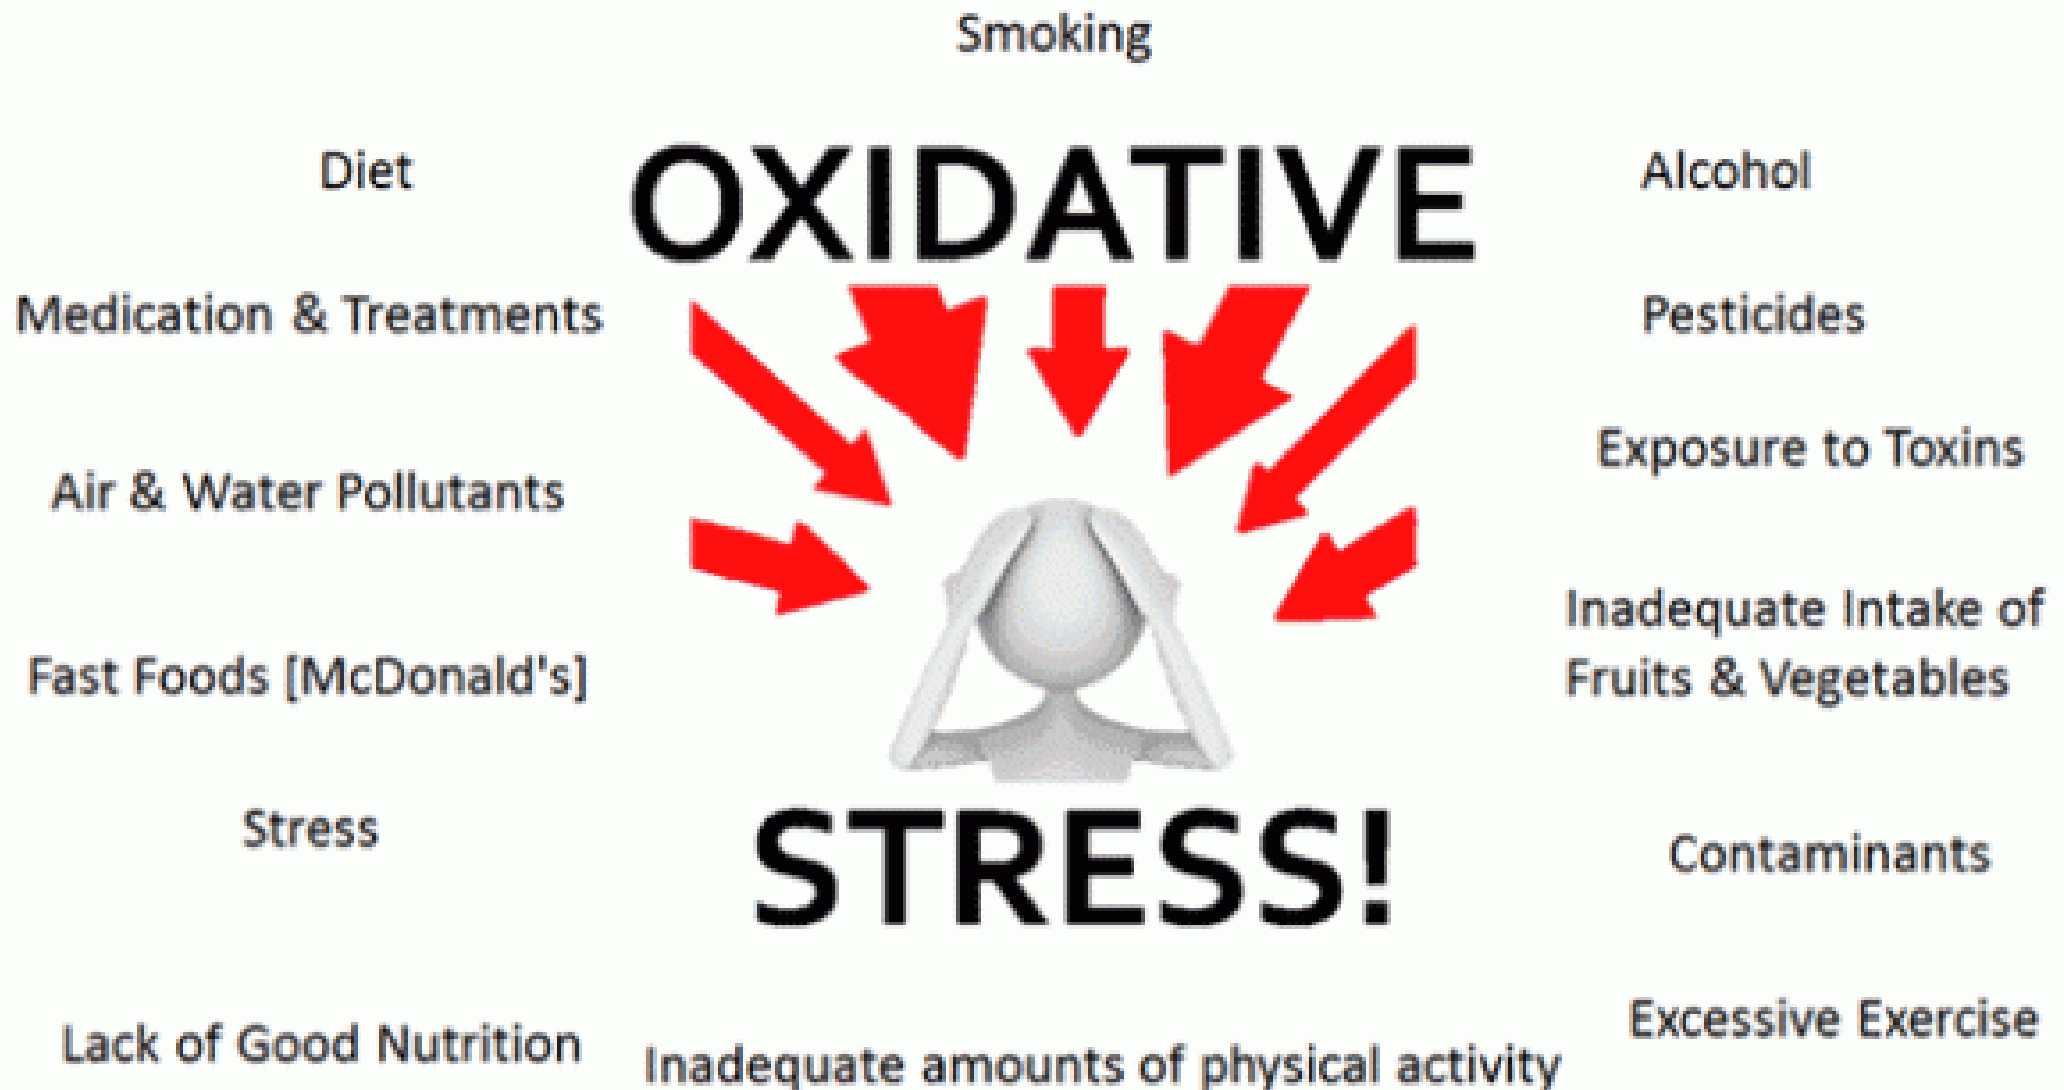 Smoking
Diet
OXIDATIVE
Alcohol
Medication & Treatments
Pesticides
Exposure to Toxins
Air & Water Pollutants
Inadequate Intake of
Fruits & Vegetables
Fast Foods [McDonald's]
Stress
STRESS!
Contaminants
Excessive Exercise
Lack of Good Nutrition
Inadequate amounts of physical activity